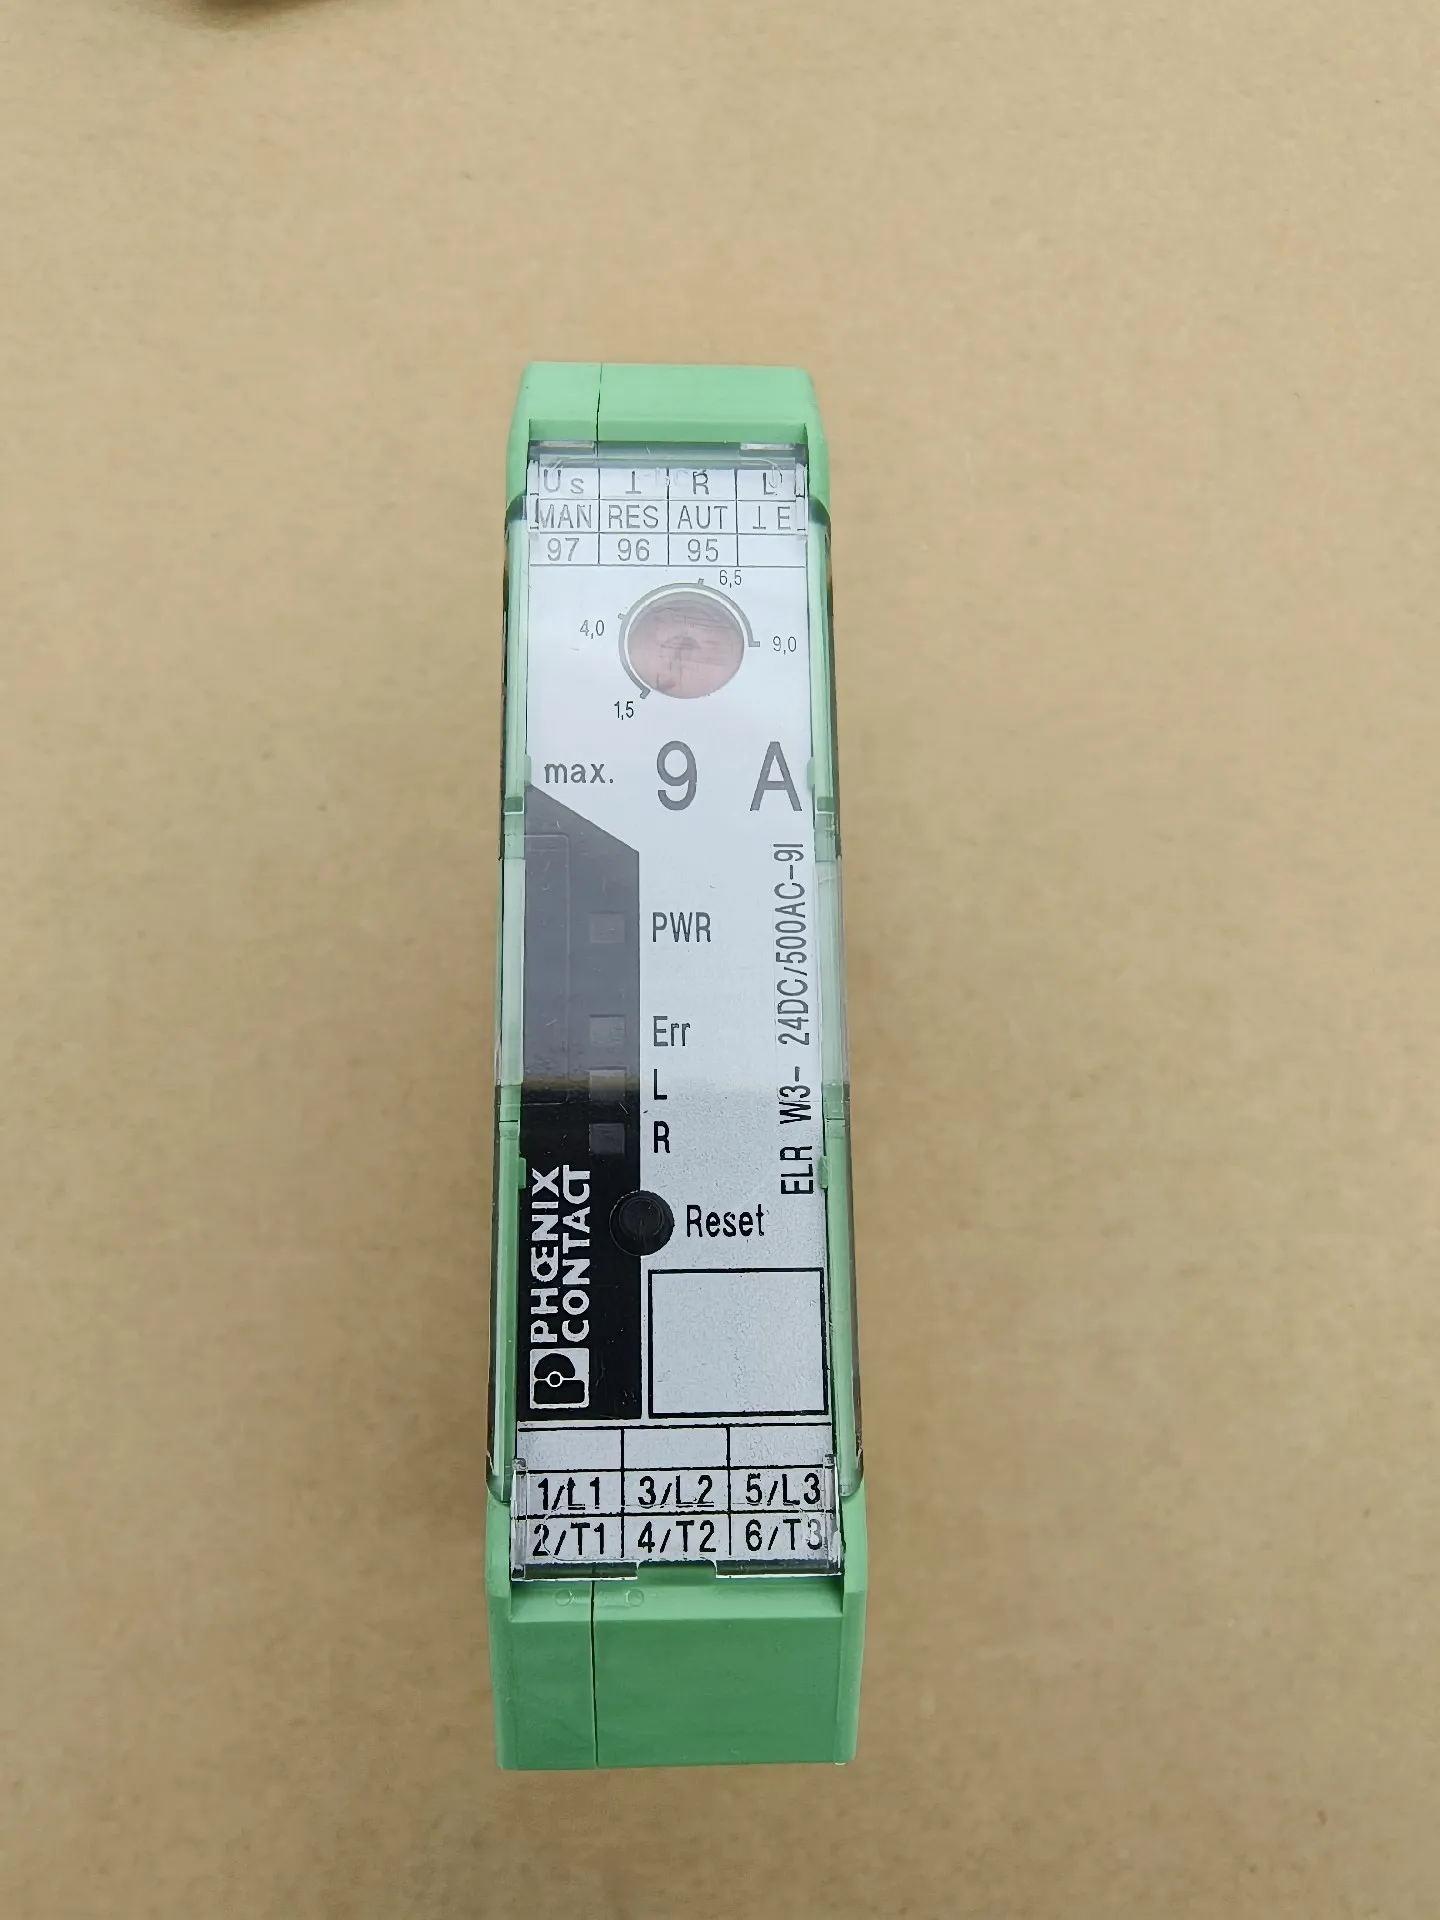 Us ⊥ R L
MAN RES AUT ⊥E
97 96 95
6,5
4,0
9,0
1,5
max. 9 A
PWR
Err
L
R
ELR W3- 24DC/500AC-9I
Reset
PHŒNIX
CONTACT
1/L1 3/L2 5/L3
2/T1 4/T2 6/T3